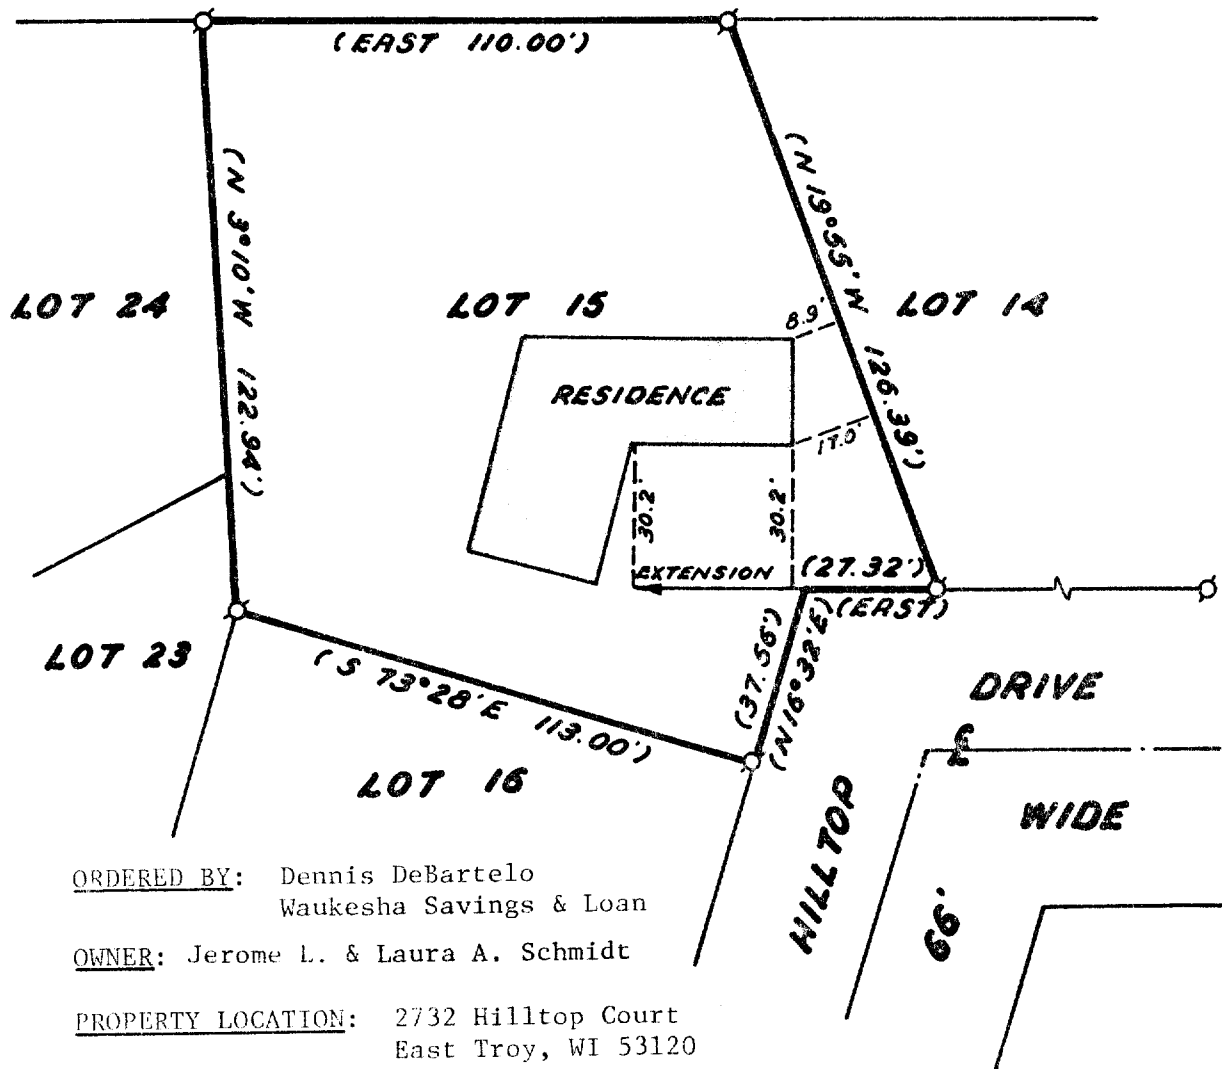 (EAST 110.00')
(N 3°10'W 122.94')
(N 19°55'W 126.39')
LOT 24
LOT 15
LOT 14
8.9'
RESIDENCE
17.0'
30.2'
30.2'
EXTENSION
(27.32')
(EAST)
(37.56')
(N16°32'E)
LOT 23
(S 73°28'E 113.00')
LOT 16
DRIVE
℄
WIDE
HILLTOP
66'
ORDERED BY: Dennis DeBartelo
Waukesha Savings & Loan
OWNER: Jerome L. & Laura A. Schmidt
PROPERTY LOCATION: 2732 Hilltop Court
East Troy, WI 53120